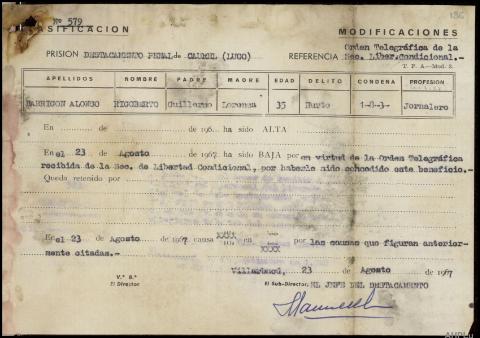 Nº 579
186
CLASIFICACION MODIFICACIONES
PRISION DESTACAMENTO PENAL de CAUREL (LUGO) REFERENCIA Orden Telegráfica de la
Sec. Liber. Condicional.-
T. P. A.—Mod. 2.
APELLIDOS NOMBRE PADRE MADRE EDAD DELITO CONDENA PROFESION
BARRIGON ALONSO RIGOBERTO Guillermo Lorenza 35 Hurto 1-8-3- Jornalero
En de de 196 ha sido ALTA
En el 23 de Agosto de 1967 ha sido BAJA por en virtud de la Orden Telegráfica
recibida de la Sec. de Libertad Condicional, por haberle sido concedido este beneficio.-
Queda retenido por
En el 23 de Agosto de 1967 causa XXXX en XXXX por las causas que figuran anterior-
mente citadas.-
23 de Agosto de 1967
V.º B.º
El Director
El Sub-Director, EL JEFE DEL DESTACAMENTO